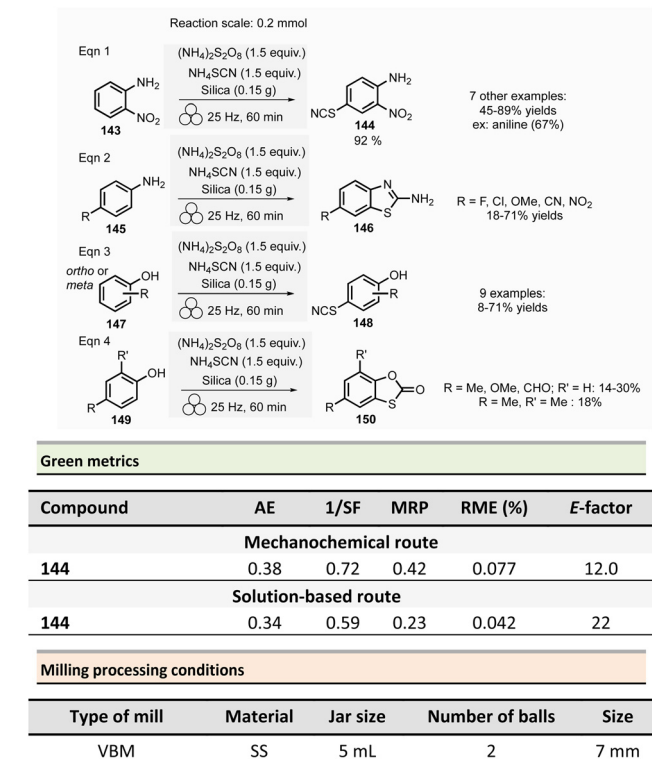 Reaction scale: 0.2 mmol
Eqn 1
(NH₄)₂S₂O₈ (1.5 equiv.)
NH₄SCN (1.5 equiv.)
Silica (0.15 g)
25 Hz, 60 min
NH₂
NO₂
143
NH₂
NCS
NO₂
144
92 %
7 other examples:
45-89% yields
ex: aniline (67%)
Eqn 2
(NH₄)₂S₂O₈ (1.5 equiv.)
NH₄SCN (1.5 equiv.)
Silica (0.15 g)
25 Hz, 60 min
NH₂
R
145
N
NH₂
S
R
146
R = F, Cl, OMe, CN, NO₂
18-71% yields
Eqn 3
ortho or
meta
(NH₄)₂S₂O₈ (1.5 equiv.)
NH₄SCN (1.5 equiv.)
Silica (0.15 g)
25 Hz, 60 min
OH
R
147
OH
R
NCS
148
9 examples:
8-71% yields
Eqn 4
(NH₄)₂S₂O₈ (1.5 equiv.)
NH₄SCN (1.5 equiv.)
Silica (0.15 g)
25 Hz, 60 min
R'
OH
R
149
R'
O
O
S
R
150
R = Me, OMe, CHO; R' = H: 14-30%
R = Me, R' = Me : 18%
Green metrics
Compound AE 1/SF MRP RME (%) E-factor
Mechanochemical route
144 0.38 0.72 0.42 0.077 12.0
Solution-based route
144 0.34 0.59 0.23 0.042 22
Milling processing conditions
Type of mill Material Jar size Number of balls Size
VBM SS 5 mL 2 7 mm